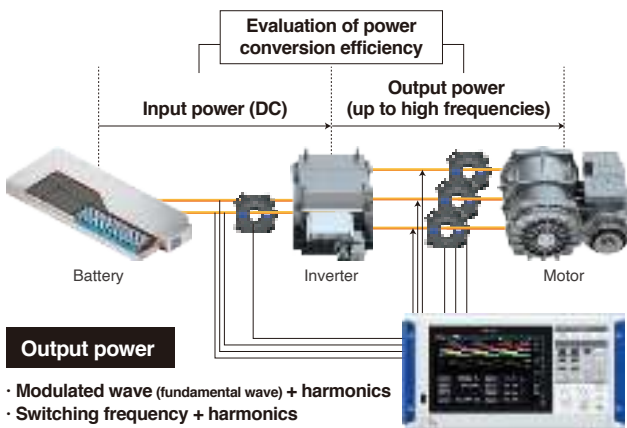 Evaluation of power
conversion efficiency
Input power (DC)
Output power
(up to high frequencies)
Battery
Inverter
Motor
Output power
· Modulated wave (fundamental wave) + harmonics
· Switching frequency + harmonics